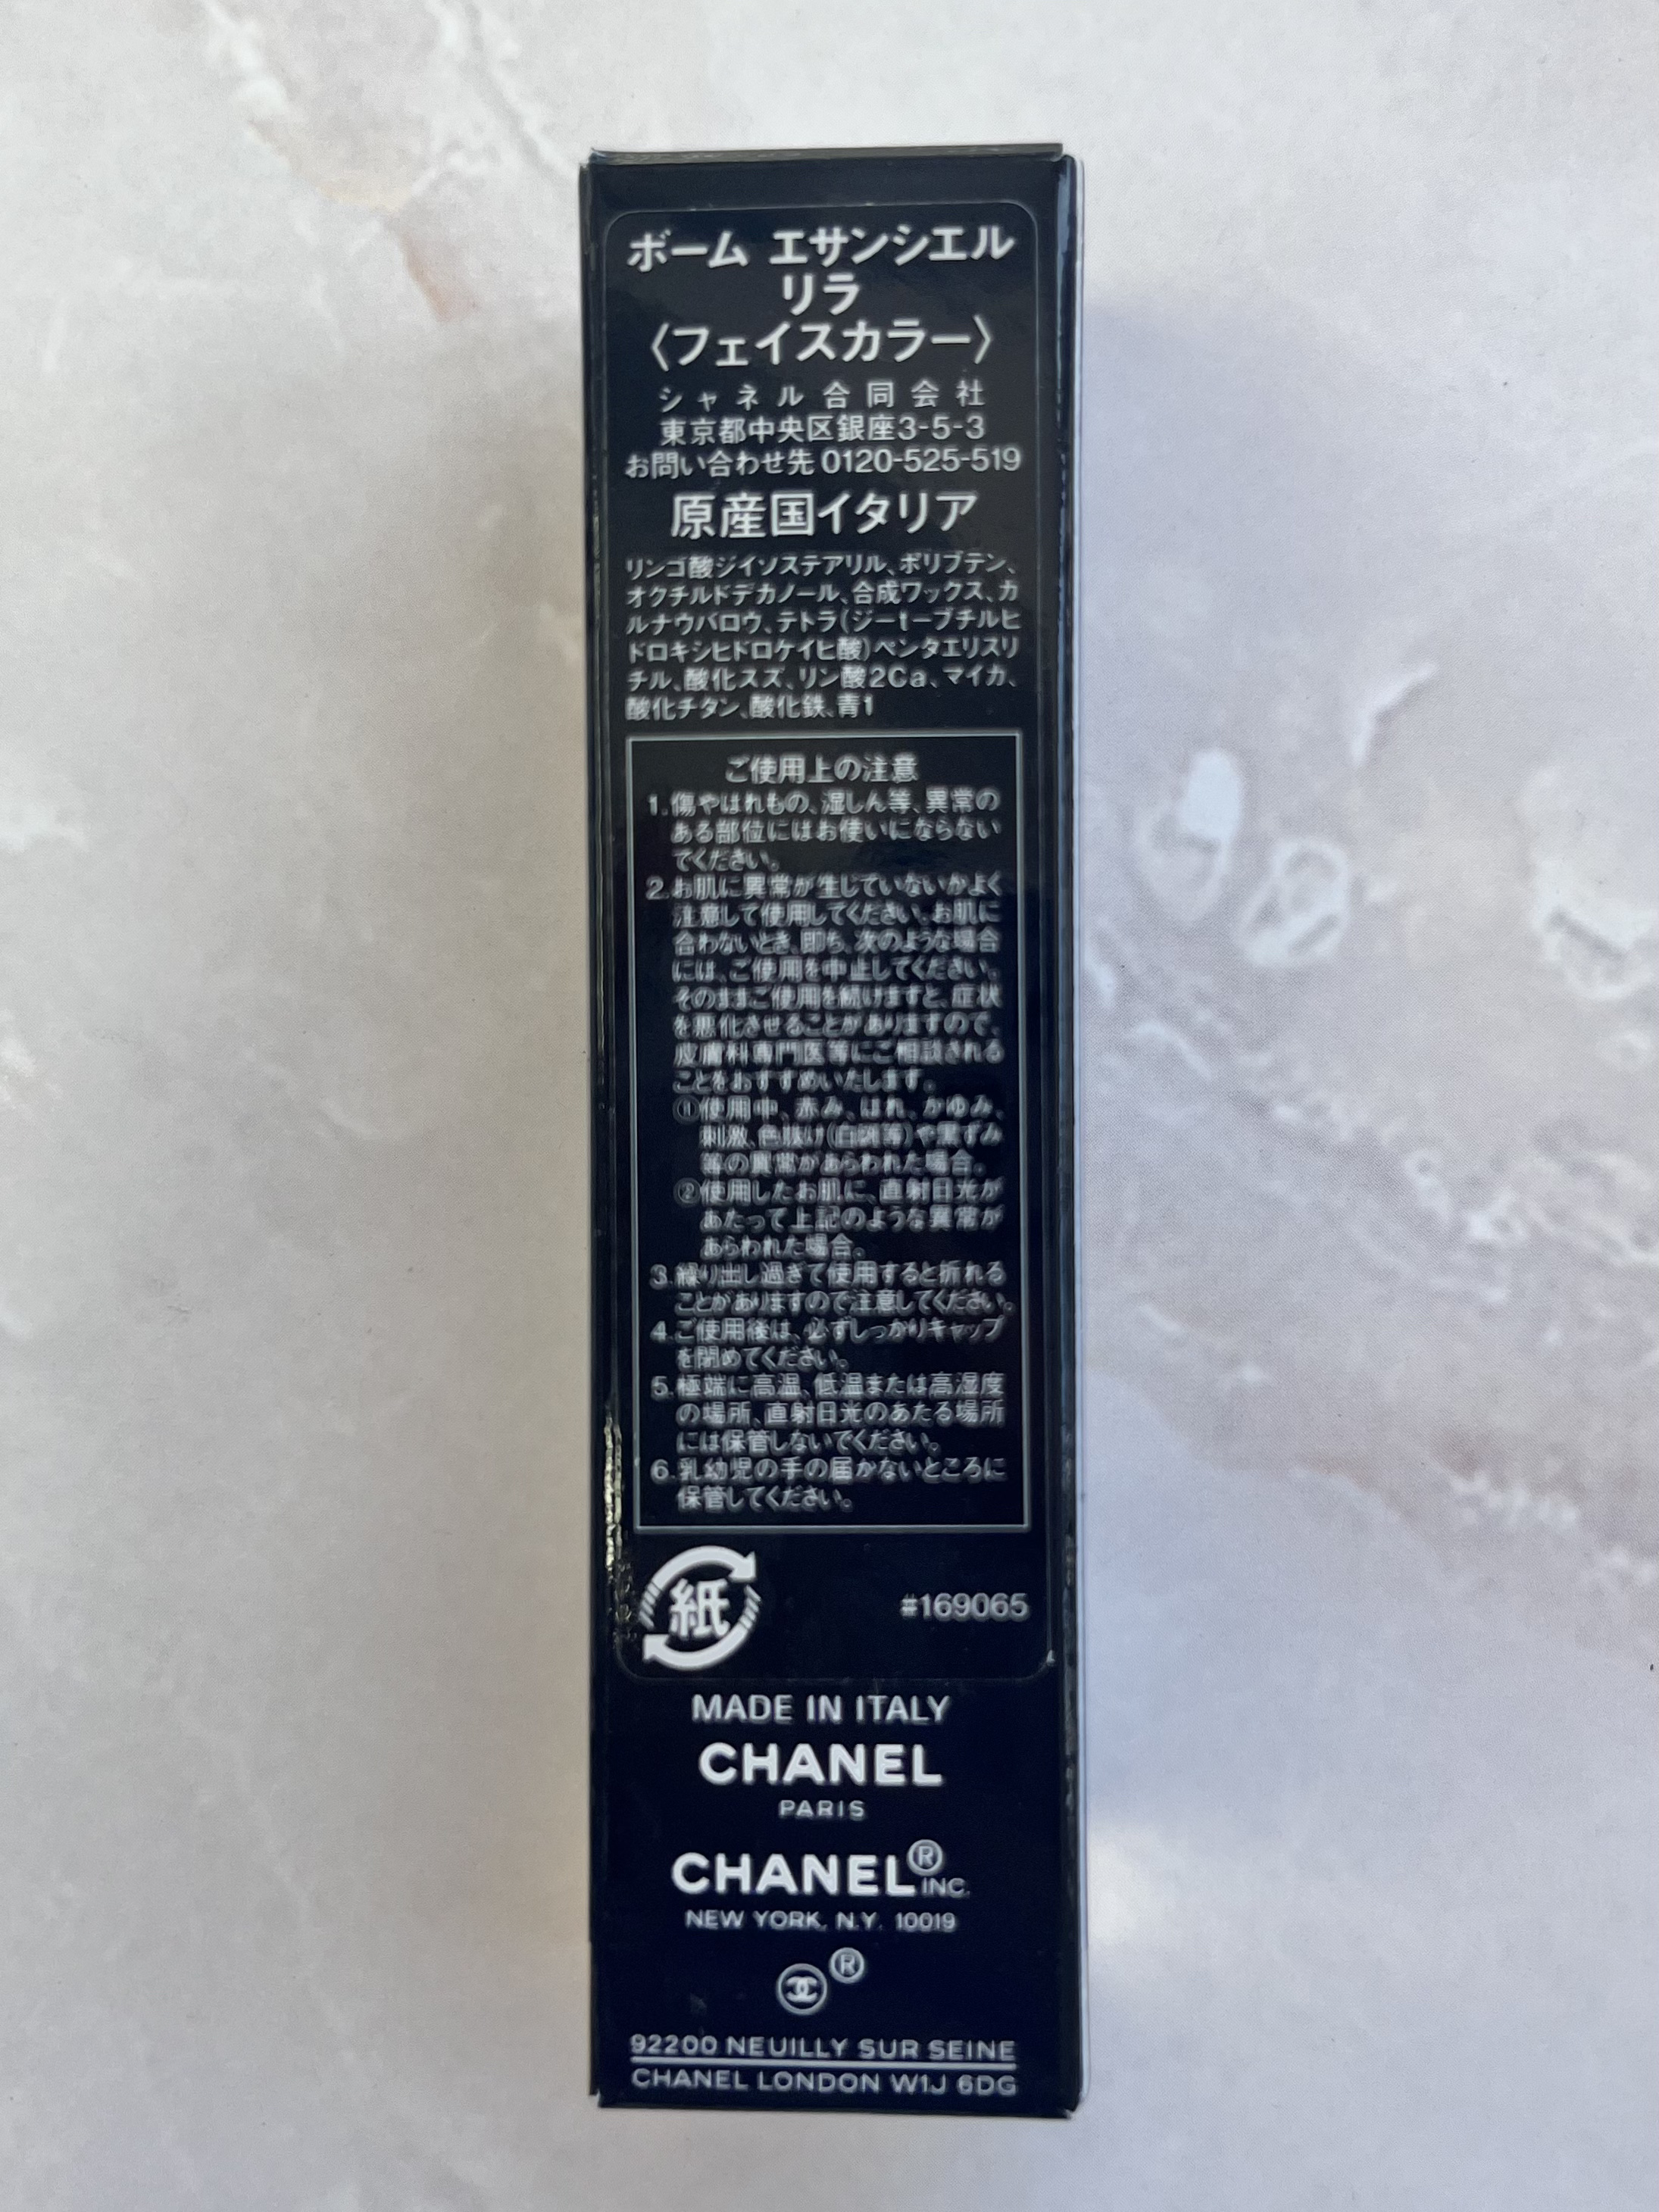 ボーム エサンシエル
リラ
〈フェイスカラー〉
シャネル合同会社
東京都中央区銀座3-5-3
お問い合わせ先 0120-525-519
原産国イタリア
リンゴ酸ジイソステアリル、ポリブテン、
オクチルドデカノール、合成ワックス、カ
ルナウバロウ、テトラ(ジーtーブチルヒ
ドロキシヒドロケイヒ酸)ペンタエリスリ
チル、酸化スズ、リン酸2Ca、マイカ、
酸化チタン、酸化鉄、青1
ご使用上の注意
1.傷やはれもの、湿しん等、異常の
ある部位にはお使いにならない
でください。
2.お肌に異常が生じていないかよく
注意して使用してください。お肌に
合わないとき、即ち、次のような場合
には、ご使用を中止してください。
そのままご使用を続けますと、症状
を悪化させることがありますので、
皮膚科専門医等にご相談される
ことをおすすめいたします。
①使用中、赤み、はれ、かゆみ、
刺激、色抜け(白斑等)や黒ずみ
等の異常があらわれた場合。
②使用したお肌に、直射日光が
あたって上記のような異常が
あらわれた場合。
3.繰り出し過ぎて使用すると折れる
ことがありますので注意してください。
4.ご使用後は、必ずしっかりキャップ
を閉めてください。
5.極端に高温、低温または高湿度
の場所、直射日光のあたる場所
には保管しないでください。
6.乳幼児の手の届かないところに
保管してください。
紙
#169065
MADE IN ITALY
CHANEL
PARIS
CHANEL® INC.
NEW YORK, N.Y. 10019
®
92200 NEUILLY SUR SEINE
CHANEL LONDON W1J 6DG